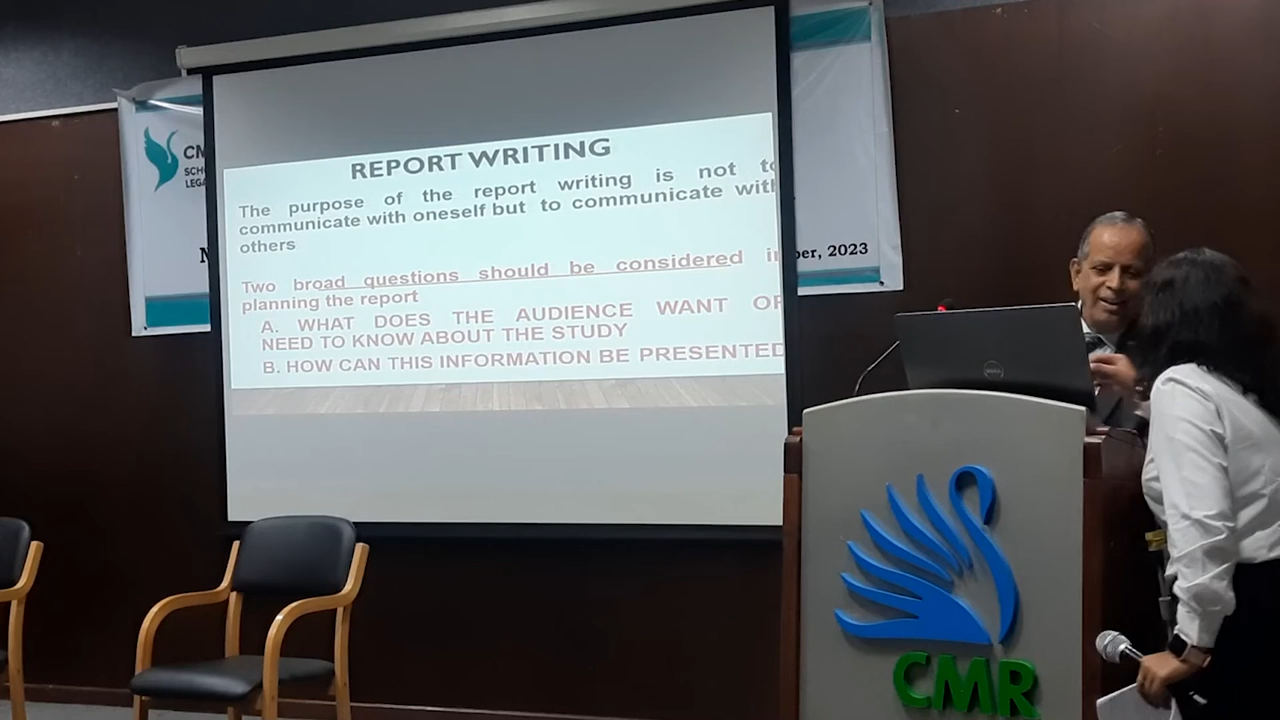 REPORT WRITING
The purpose of the report writing is not to
communicate with oneself but to communicate with
others
Two broad questions should be considered in
planning the report
A. WHAT DOES THE AUDIENCE WANT OR
NEED TO KNOW ABOUT THE STUDY
B. HOW CAN THIS INFORMATION BE PRESENTED
CM
SCH
LEGA
N
ber, 2023
DELL
CMR